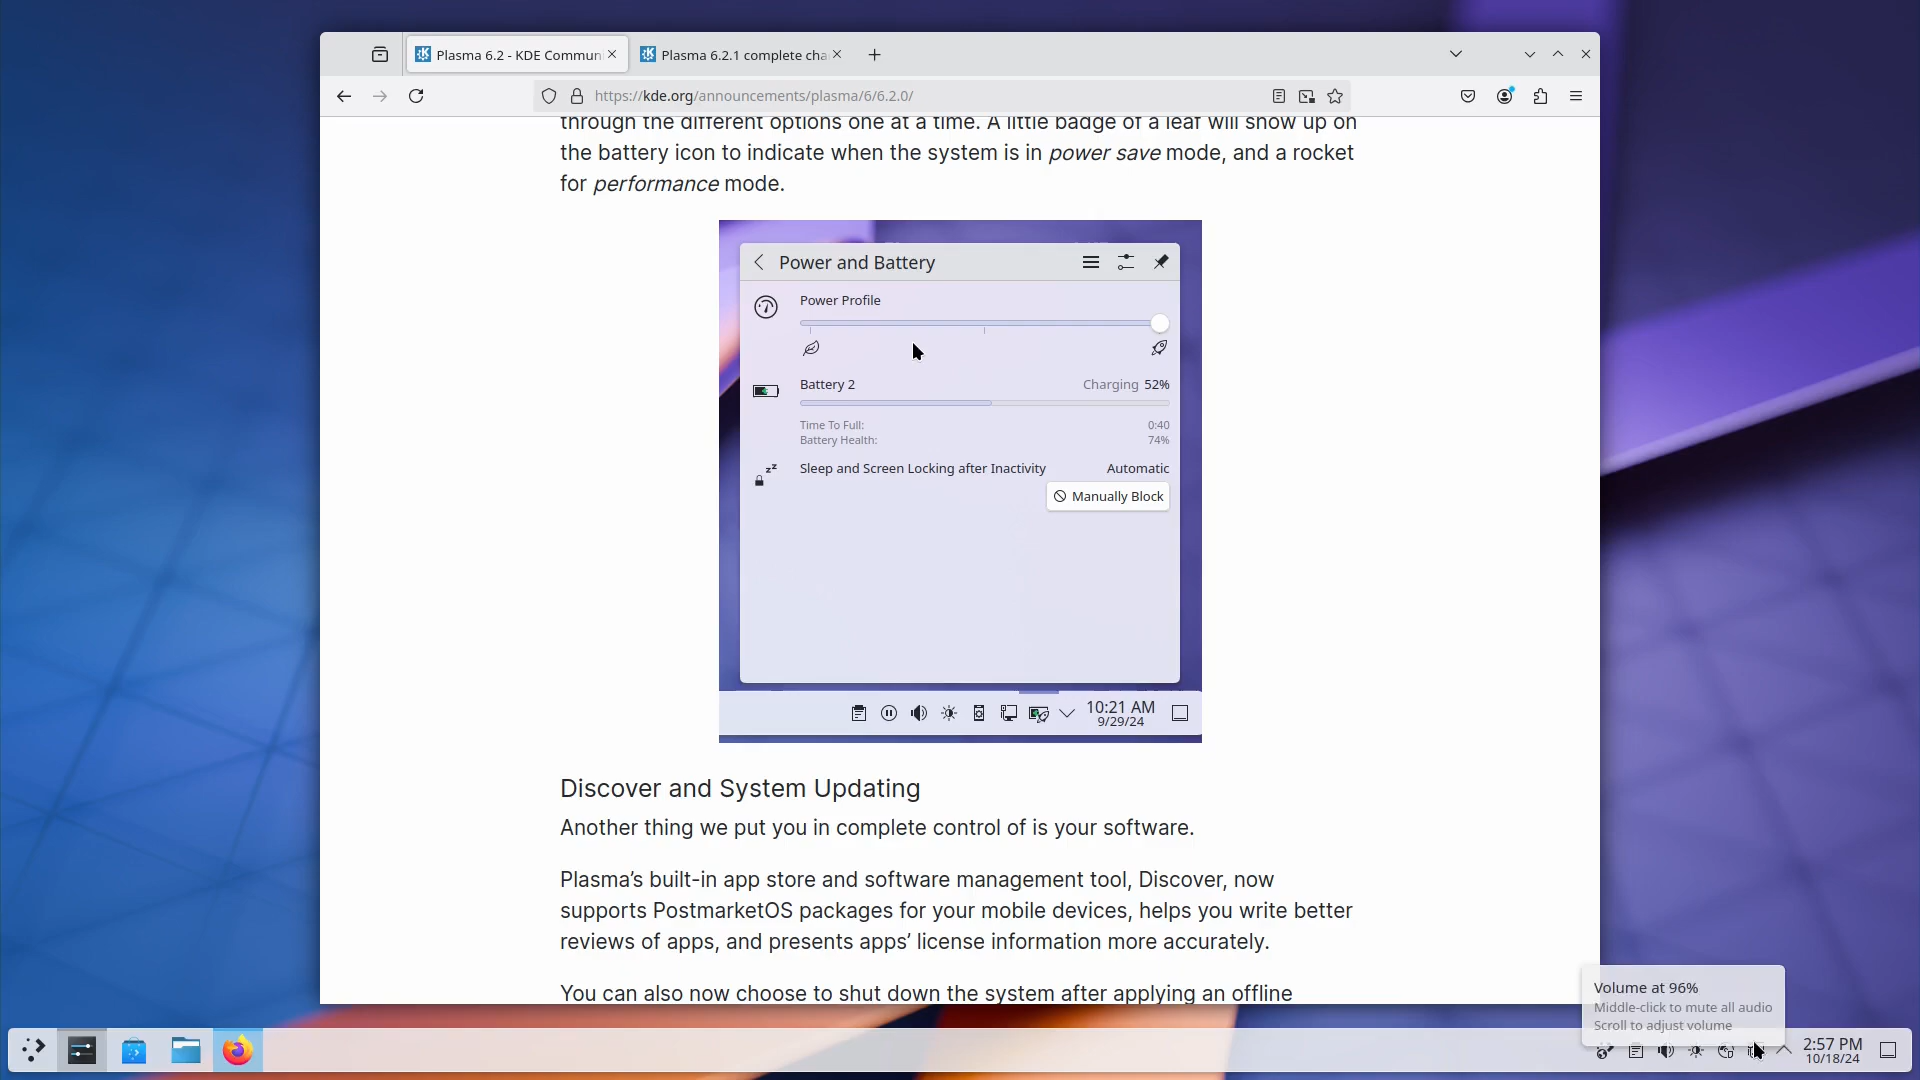 Plasma 6.2 - KDE Commun
Plasma 6.2.1 complete cha
https://kde.org/announcements/plasma/6/6.2.0/
through the different options one at a time. A little badge of a leaf will show up on
the battery icon to indicate when the system is in power save mode, and a rocket
for performance mode.
Power and Battery
Power Profile
Battery 2
Charging 52%
Time To Full: 0:40
Battery Health: 74%
Sleep and Screen Locking after Inactivity Automatic
Manually Block
10:21 AM
9/29/24
Discover and System Updating
Another thing we put you in complete control of is your software.
Plasma’s built-in app store and software management tool, Discover, now
supports PostmarketOS packages for your mobile devices, helps you write better
reviews of apps, and presents apps’ license information more accurately.
You can also now choose to shut down the system after applying an offline
Volume at 96%
Middle-click to mute all audio
Scroll to adjust volume
2:57 PM
10/18/24